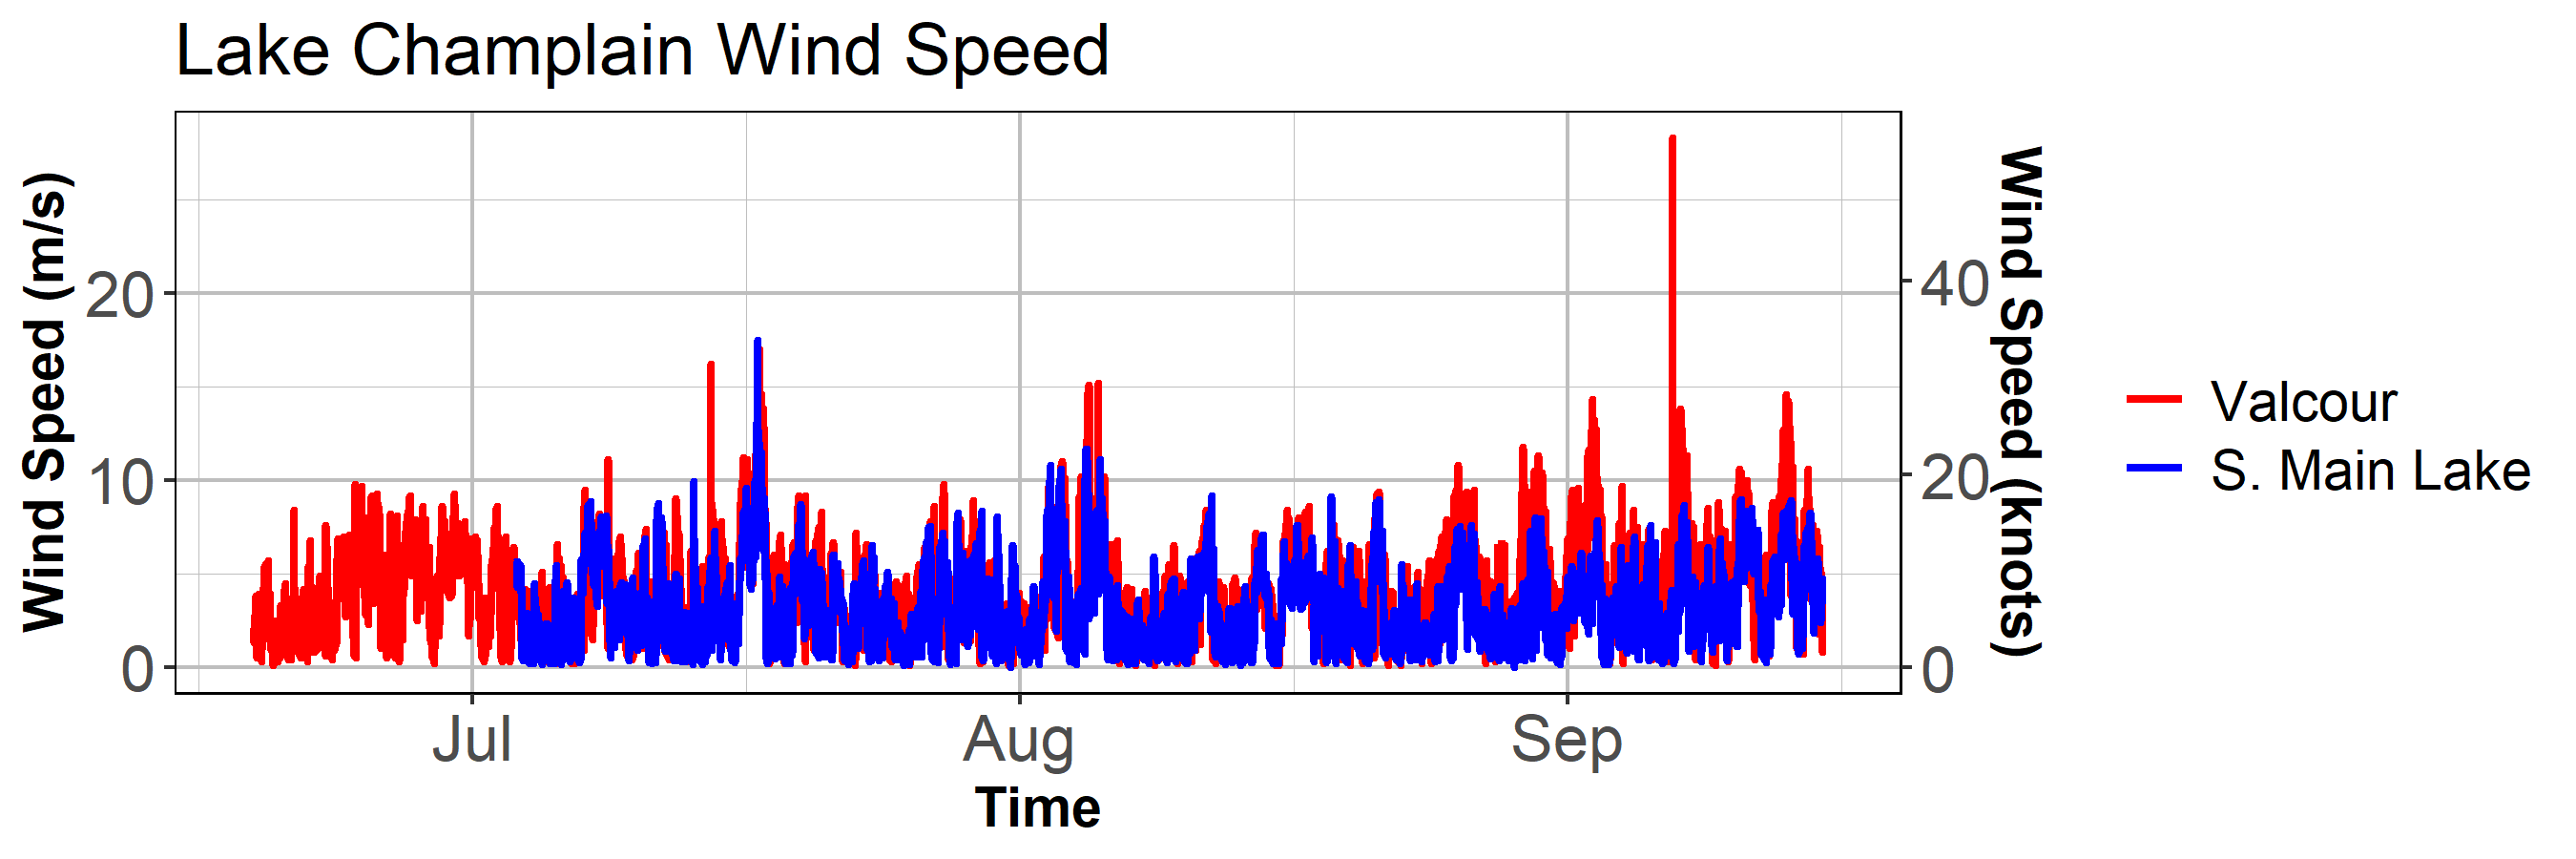 Lake Champlain Wind Speed
Wind Speed (m/s)
20
10
0
40
20
0
Wind Speed (knots)
Jul
Aug
Sep
Time
Valcour
S. Main Lake